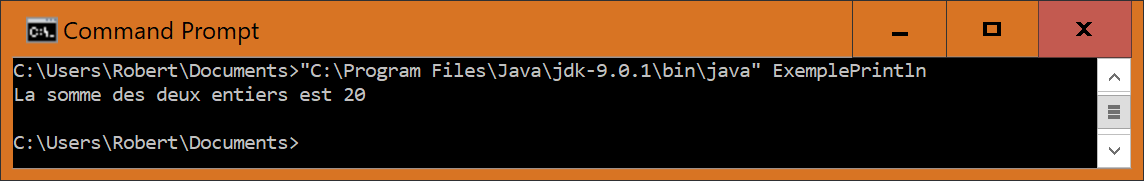 Command Prompt
C:\Users\Robert\Documents>"C:\Program Files\Java\jdk-9.0.1\bin\java" ExemplePrintln
La somme des deux entiers est 20
C:\Users\Robert\Documents>